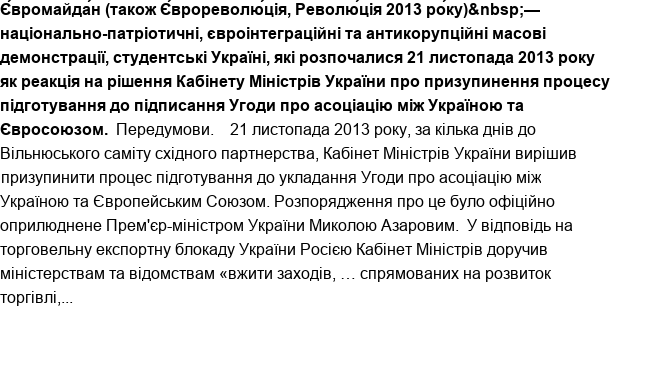 Євромайда́н (також Єврорево́люція, Револю́ція 2013 ро́ку)&nbsp;—
національно-патріотичні, євроінтеграційні та антикорупційні масові
демонстрації, студентські Україні, які розпочалися 21 листопада 2013 року
як реакція на рішення Кабінету Міністрів України про призупинення процесу
підготування до підписання Угоди про асоціацію між Україною та
Євросоюзом.  Передумови.    21 листопада 2013 року, за кілька днів до
Вільнюського саміту східного партнерства, Кабінет Міністрів України вирішив
призупинити процес підготування до укладання Угоди про асоціацію між
Україною та Європейським Союзом. Розпорядження про це було офіційно
оприлюднене Прем'єр-міністром України Миколою Азаровим.  У відповідь на
торговельну експортну блокаду України Росією Кабінет Міністрів доручив
міністерствам та відомствам «вжити заходів, … спрямованих на розвиток
торгівлі,...